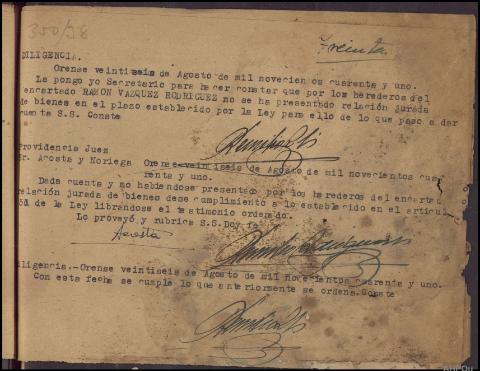 350/38
Treinta
DILIGENCIA.
Orense veintiseis de Agosto de mil novecientos cuarenta y uno.
La pongo yo Secretario para hacer constar que por los herederos del
encartado RAMON VAZQUEZ RODRIGUEZ no se ha presentado relación jurada
de bienes en el plazo establecido por la Ley para ello de lo que paso a dar
cuenta S.S. Consta
Providencia Juez
Sr. Acosta y Noriega Orense veintiseis de Agosto de mil novecientos cuar
renta y uno.
Dada cuenta y no habiendose presentado por los herederos del encartad
relación jurada de bienes dese cumplimiento a lo establecido en el articul
de la Ley librandose el testimonio ordenado.
Lo proveyó y rubrica S.S. Doy fe
Acosta
iligencia.-Orense veintiseis de Agosto de mil novecientos cuarenta y uno.
Con esta fecha se cumple lo que anteriormente se ordena. Consta